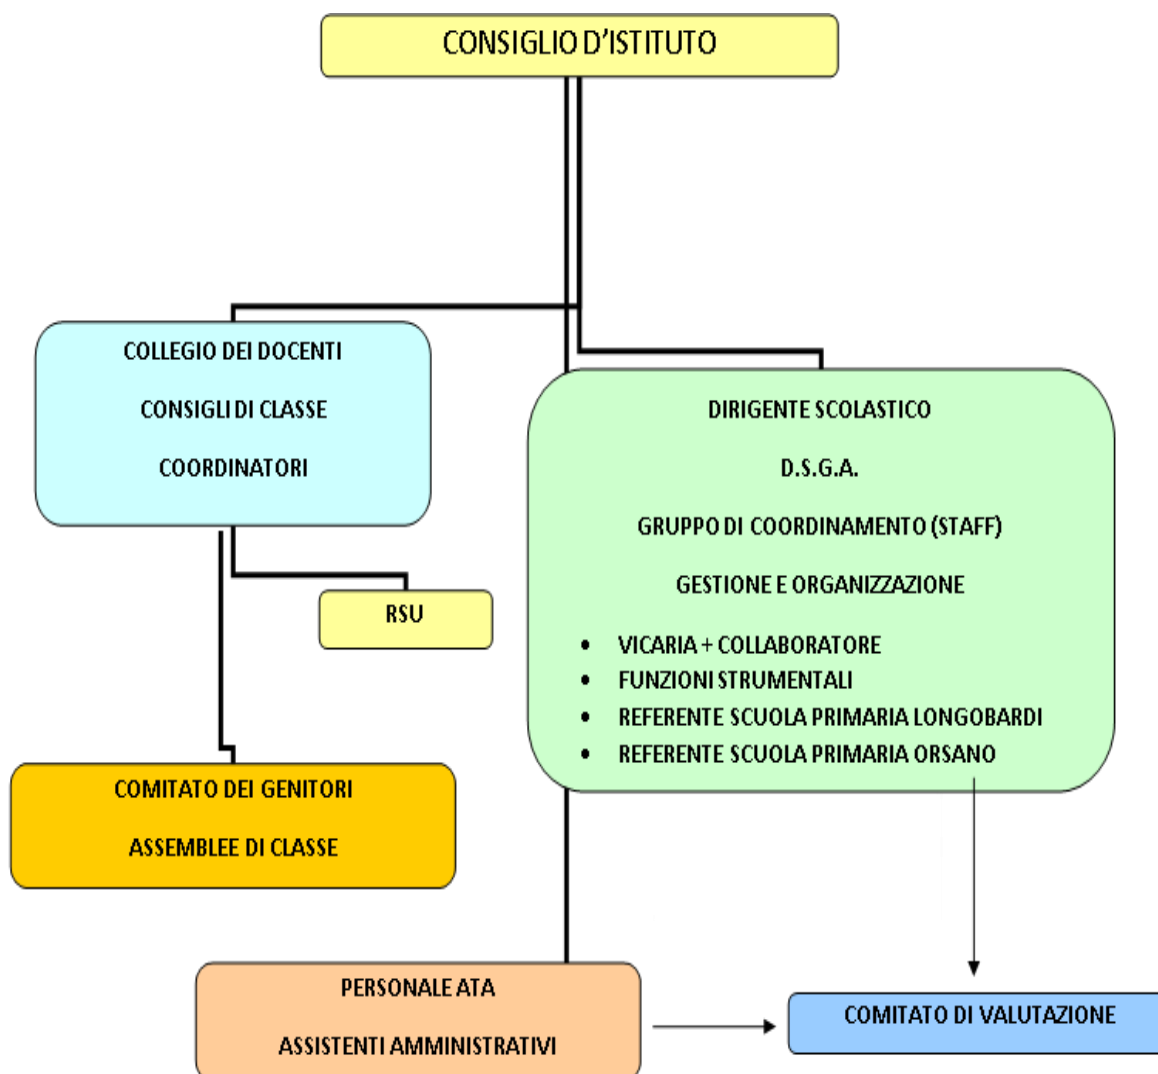 CONSIGLIO D'ISTITUTO
COLLEGIO DEI DOCENTI
CONSIGLI DI CLASSE
COORDINATORI
DIRIGENTE SCOLASTICO
D.S.G.A.
GRUPPO DI COORDINAMENTO (STAFF)
GESTIONE E ORGANIZZAZIONE
• VICARIA + COLLABORATORE
• FUNZIONI STRUMENTALI
• REFERENTE SCUOLA PRIMARIA LONGOBARDI
• REFERENTE SCUOLA PRIMARIA ORSANO
RSU
COMITATO DEI GENITORI
ASSEMBLEE DI CLASSE
PERSONALE ATA
ASSISTENTI AMMINISTRATIVI
COMITATO DI VALUTAZIONE